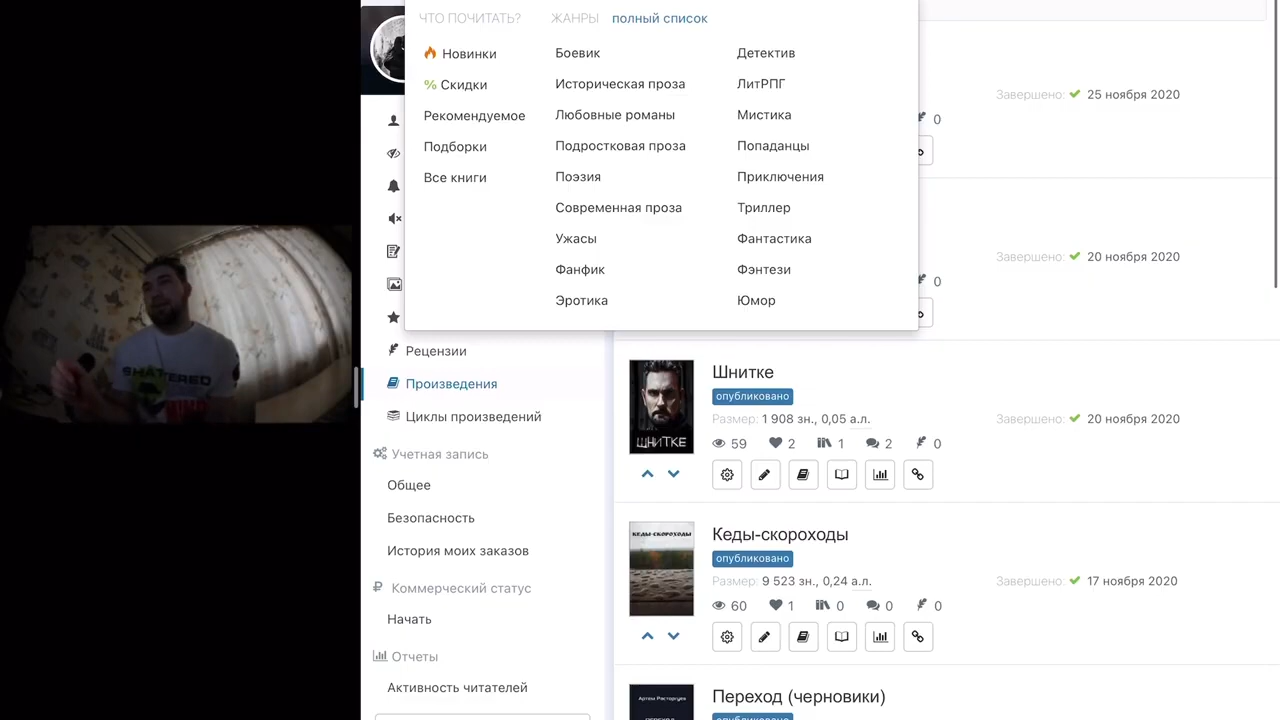 ЧТО ПОЧИТАТЬ?
Новинки
% Скидки
Рекомендуемое
Подборки
Все книги
ЖАНРЫ полный список
Боевик
Историческая проза
Любовные романы
Подростковая проза
Поэзия
Современная проза
Ужасы
Фанфик
Эротика
Детектив
ЛитРПГ
Мистика
Попаданцы
Приключения
Триллер
Фантастика
Фэнтези
Юмор
Рецензии
Произведения
Циклы произведений
Учетная запись
Общее
Безопасность
История моих заказов
Коммерческий статус
Начать
Отчеты
Активность читателей
Завершено: 25 ноября 2020
0
Завершено: 20 ноября 2020
0
ШНИТКЕ
Шнитке
опубликовано
Размер: 1 908 зн., 0,05 а.л.
59 2 1 2 0
Завершено: 20 ноября 2020
КЕДЫ-СКОРОХОДЫ
Кеды-скороходы
опубликовано
Размер: 9 523 зн., 0,24 а.л.
60 1 0 0 0
Завершено: 17 ноября 2020
Переход (черновики)
опубликовано
SHATTERED